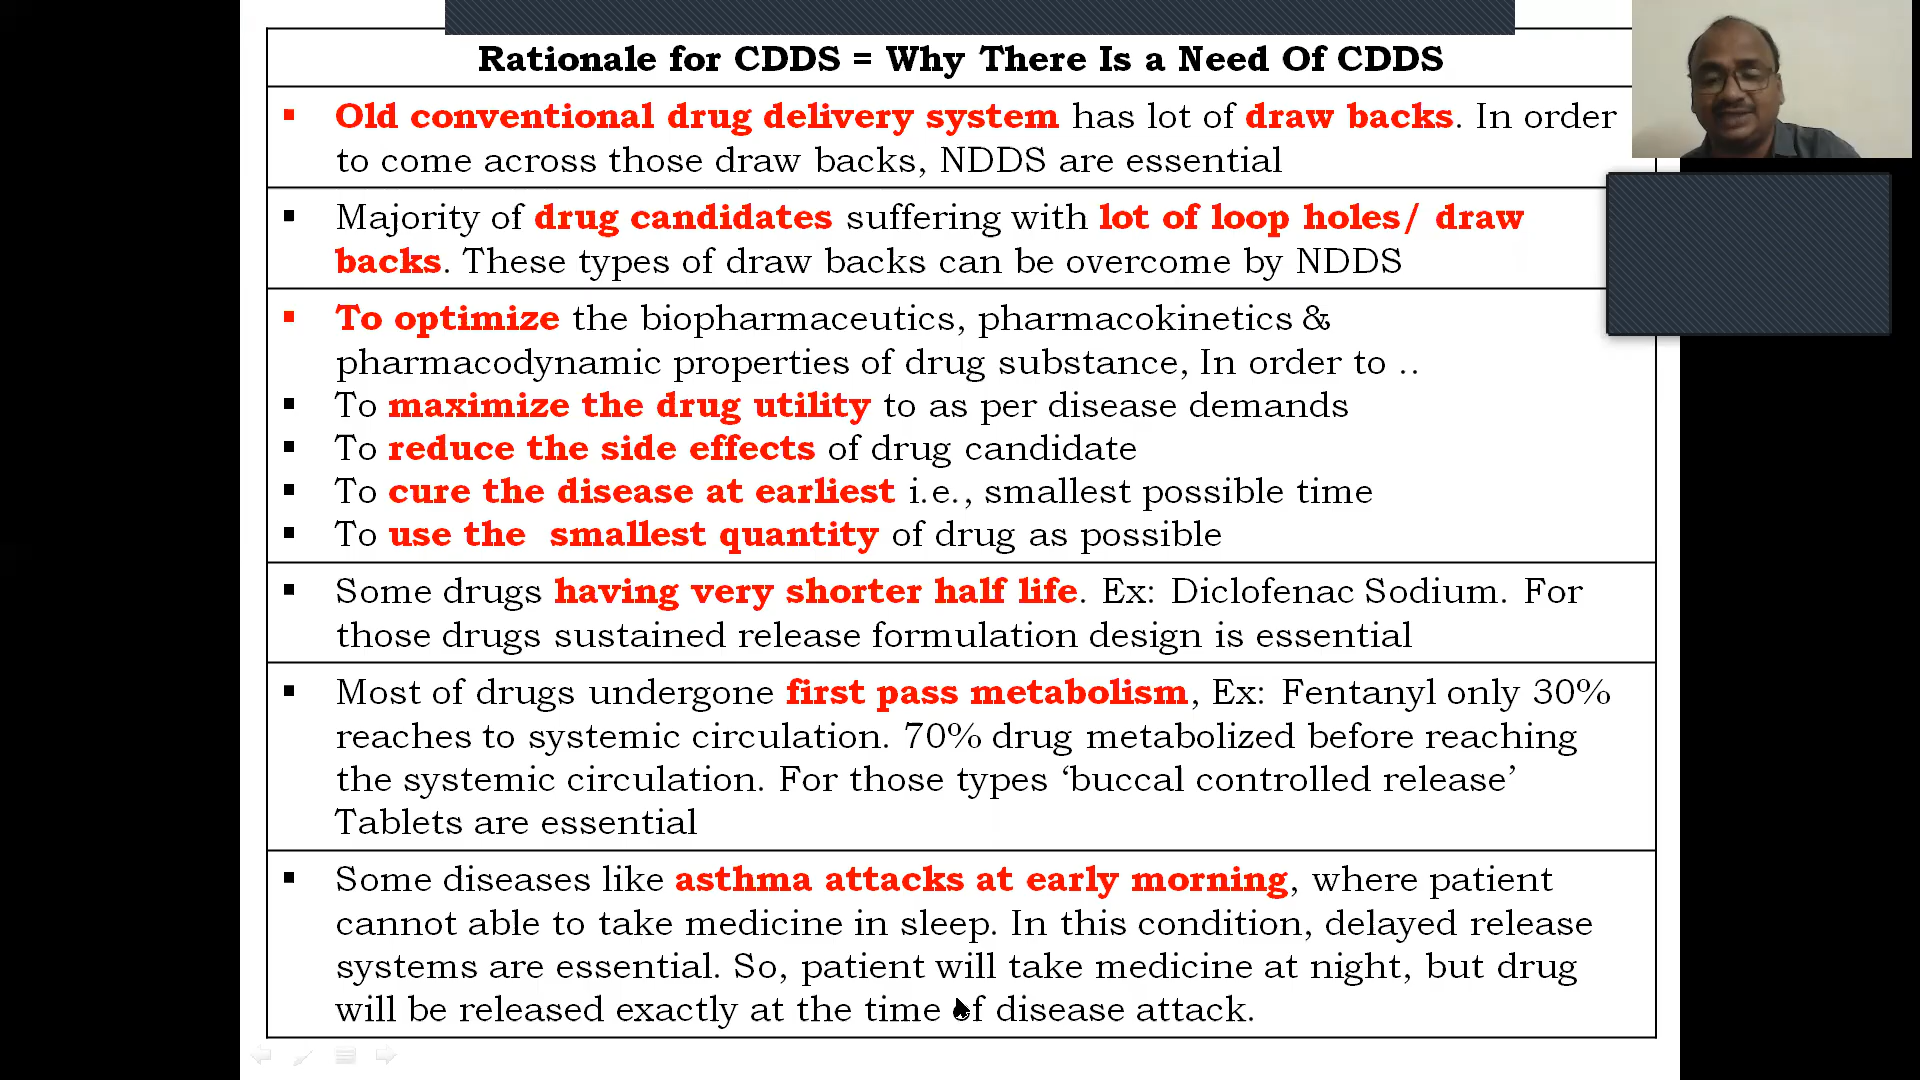 Rationale for CDDS = Why There Is a Need Of CDDS
▪ Old conventional drug delivery system has lot of draw backs. In order
to come across those draw backs, NDDS are essential
▪ Majority of drug candidates suffering with lot of loop holes/ draw
backs. These types of draw backs can be overcome by NDDS
▪ To optimize the biopharmaceutics, pharmacokinetics &
pharmacodynamic properties of drug substance, In order to ..
▪ To maximize the drug utility to as per disease demands
▪ To reduce the side effects of drug candidate
▪ To cure the disease at earliest i.e., smallest possible time
▪ To use the smallest quantity of drug as possible
▪ Some drugs having very shorter half life. Ex: Diclofenac Sodium. For
those drugs sustained release formulation design is essential
▪ Most of drugs undergone first pass metabolism, Ex: Fentanyl only 30%
reaches to systemic circulation. 70% drug metabolized before reaching
the systemic circulation. For those types ‘buccal controlled release’
Tablets are essential
▪ Some diseases like asthma attacks at early morning, where patient
cannot able to take medicine in sleep. In this condition, delayed release
systems are essential. So, patient will take medicine at night, but drug
will be released exactly at the time of disease attack.